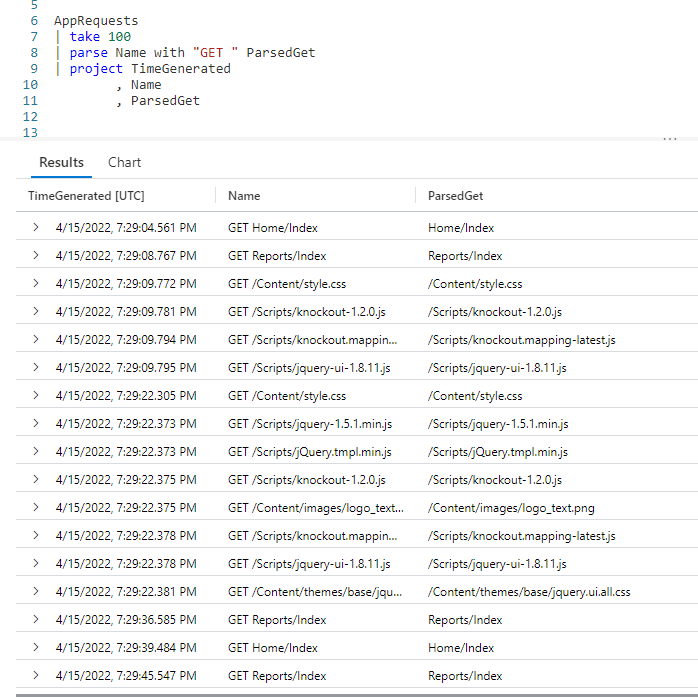 5
6 AppRequests
7 | take 100
8 | parse Name with "GET " ParsedGet
9 | project TimeGenerated
10 , Name
11 , ParsedGet
12
13
...
Results Chart
TimeGenerated [UTC] Name ParsedGet
4/15/2022, 7:29:04.561 PM GET Home/Index Home/Index
4/15/2022, 7:29:08.767 PM GET Reports/Index Reports/Index
4/15/2022, 7:29:09.772 PM GET /Content/style.css /Content/style.css
4/15/2022, 7:29:09.781 PM GET /Scripts/knockout-1.2.0.js /Scripts/knockout-1.2.0.js
4/15/2022, 7:29:09.794 PM GET /Scripts/knockout.mappin... /Scripts/knockout.mapping-latest.js
4/15/2022, 7:29:09.795 PM GET /Scripts/jquery-ui-1.8.11.js /Scripts/jquery-ui-1.8.11.js
4/15/2022, 7:29:22.305 PM GET /Content/style.css /Content/style.css
4/15/2022, 7:29:22.373 PM GET /Scripts/jquery-1.5.1.min.js /Scripts/jquery-1.5.1.min.js
4/15/2022, 7:29:22.373 PM GET /Scripts/jQuery.tmpl.min.js /Scripts/jQuery.tmpl.min.js
4/15/2022, 7:29:22.375 PM GET /Scripts/knockout-1.2.0.js /Scripts/knockout-1.2.0.js
4/15/2022, 7:29:22.375 PM GET /Content/images/logo_text... /Content/images/logo_text.png
4/15/2022, 7:29:22.378 PM GET /Scripts/knockout.mappin... /Scripts/knockout.mapping-latest.js
4/15/2022, 7:29:22.378 PM GET /Scripts/jquery-ui-1.8.11.js /Scripts/jquery-ui-1.8.11.js
4/15/2022, 7:29:22.381 PM GET /Content/themes/base/jqu... /Content/themes/base/jquery.ui.all.css
4/15/2022, 7:29:36.585 PM GET Reports/Index Reports/Index
4/15/2022, 7:29:39.484 PM GET Home/Index Home/Index
4/15/2022, 7:29:45.547 PM GET Reports/Index Reports/Index